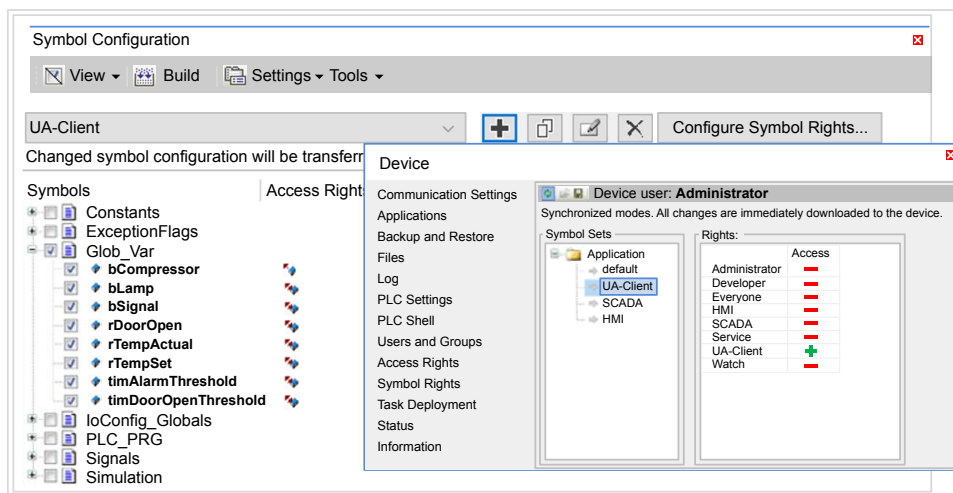 Symbol Configuration
View Build Settings Tools
UA-Client Configure Symbol Rights...
Changed symbol configuration will be transferr
Symbols Access Right
Constants
ExceptionFlags
Glob_Var
bCompressor
bLamp
bSignal
rDoorOpen
rTempActual
rTempSet
timAlarmThreshold
timDoorOpenThreshold
IoConfig_Globals
PLC_PRG
Signals
Simulation
Device
Communication Settings
Applications
Backup and Restore
Files
Log
PLC Settings
PLC Shell
Users and Groups
Access Rights
Symbol Rights
Task Deployment
Status
Information
Device user: Administrator
Synchronized modes. All changes are immediately downloaded to the device.
Symbol Sets
Application
default
UA-Client
SCADA
HMI
Rights:
Access
Administrator
Developer
Everyone
HMI
SCADA
Service
UA-Client
Watch